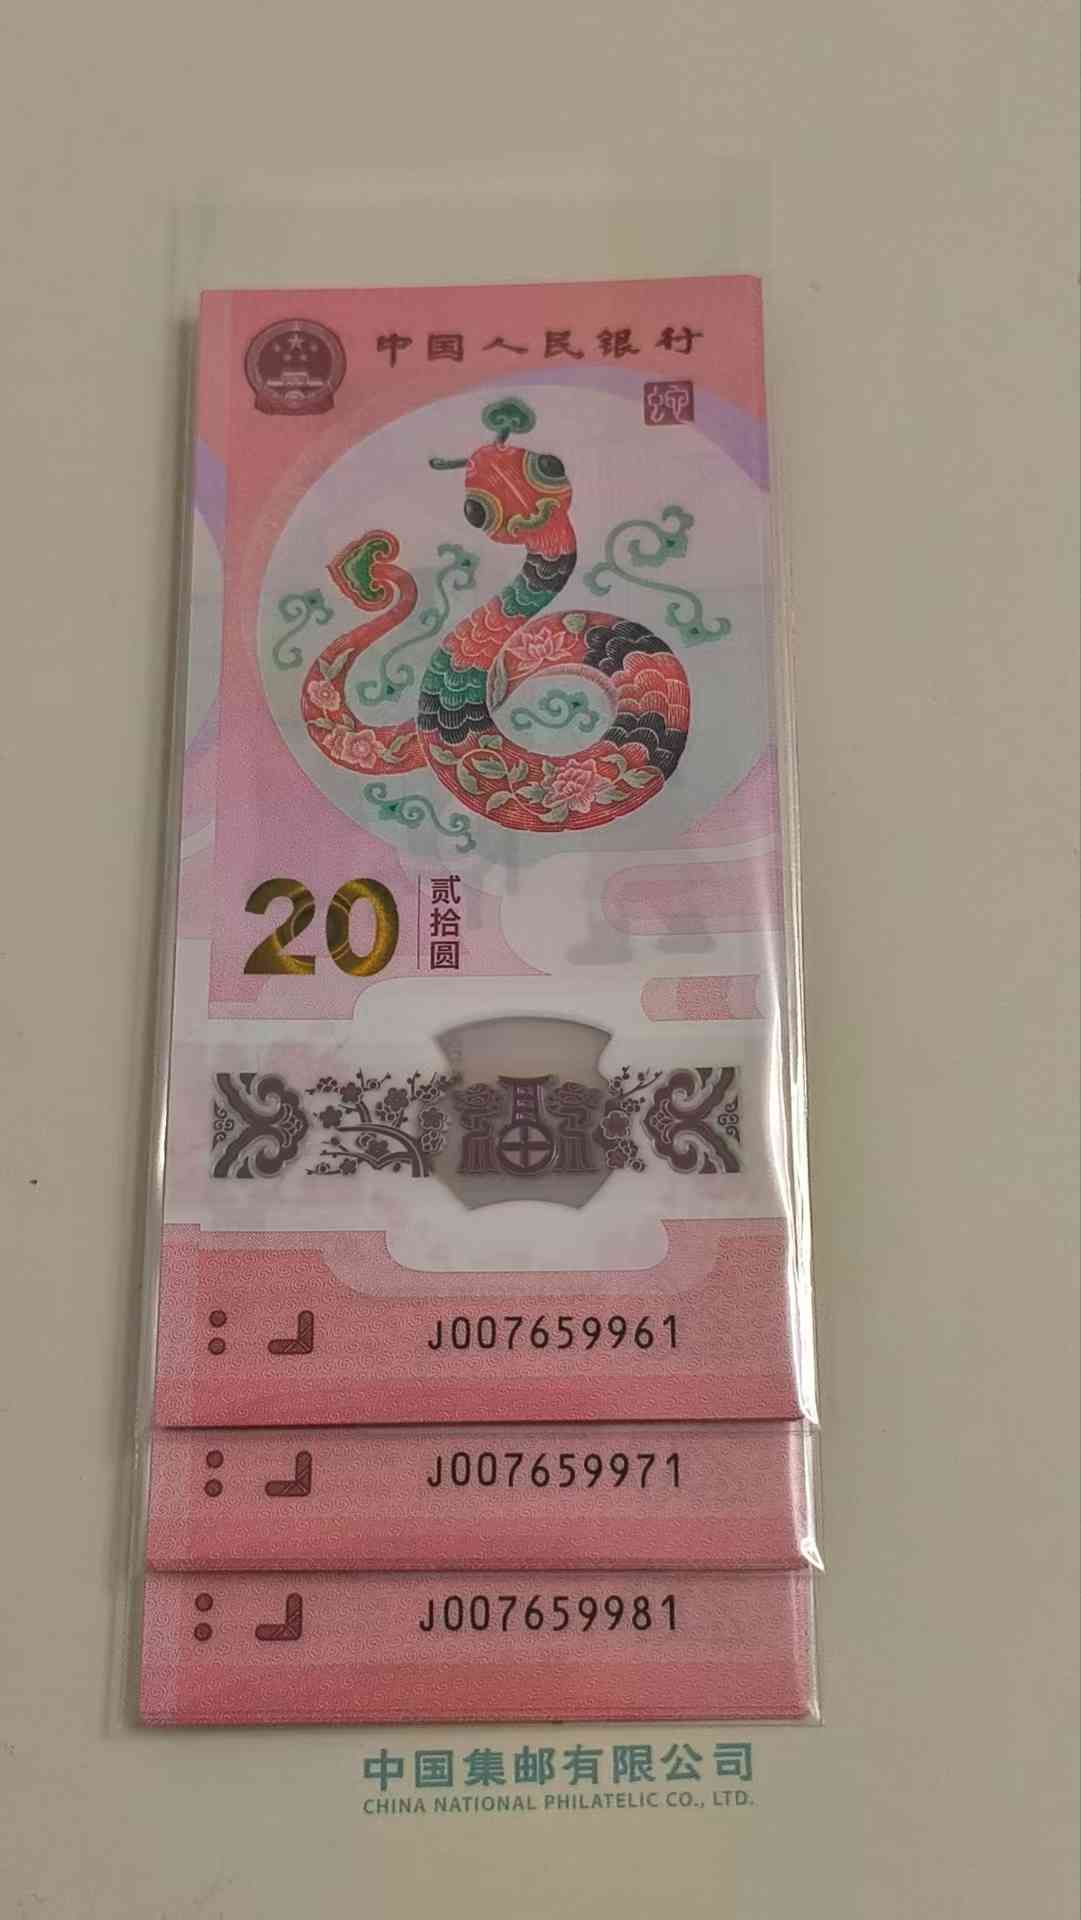 中国人民银行
蛇
20 贰拾圆
J007659961
J007659971
J007659981
中国集邮有限公司
CHINA NATIONAL PHILATELIC CO., LTD.